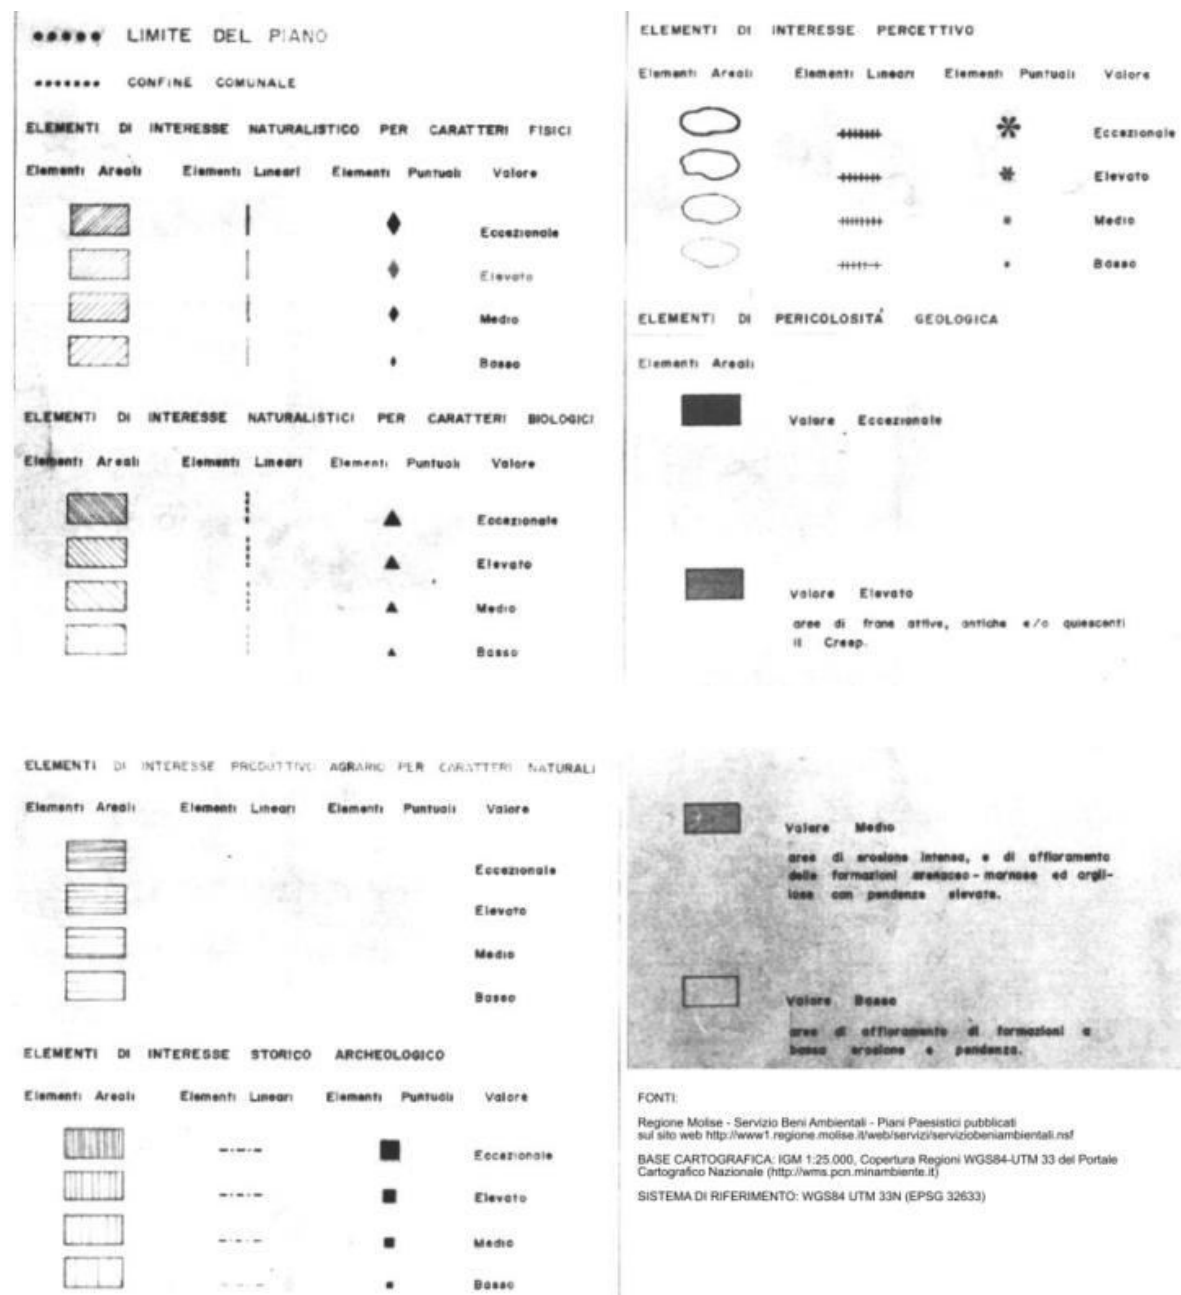 LIMITE DEL PIANO
CONFINE COMUNALE
ELEMENTI DI INTERESSE NATURALISTICO PER CARATTERI FISICI
Elementi Areali Elementi Lineari Elementi Puntuali Valore
Eccezionale
Elevato
Medio
Basso
ELEMENTI DI INTERESSE NATURALISTICI PER CARATTERI BIOLOGICI
Elementi Areali Elementi Lineari Elementi Puntuali Valore
Eccezionale
Elevato
Medio
Basso
ELEMENTI DI INTERESSE PERCETTIVO
Elementi Areali Elementi Lineari Elementi Puntuali Valore
Eccezionale
Elevato
Medio
Basso
ELEMENTI DI PERICOLOSITÁ GEOLOGICA
Elementi Areali
Valore Eccezionale
Valore Elevato
aree di frane attive, antiche e/o quiescenti
il Creep.
ELEMENTI DI INTERESSE PRODUTTIVO AGRARIO PER CARATTERI NATURALI
Elementi Areali Elementi Lineari Elementi Puntuali Valore
Eccezionale
Elevato
Medio
Basso
ELEMENTI DI INTERESSE STORICO ARCHEOLOGICO
Elementi Areali Elementi Lineari Elementi Puntuali Valore
Eccezionale
Elevato
Medio
Basso
Valore Medio
aree di erosione intensa, e di affioramento
delle formazioni arenaceo-marnose ed argil-
lose con pendenze elevate.
Valore Basso
aree di affioramento di formazioni a
bassa erosione e pendenza.
FONTI:
Regione Molise - Servizio Beni Ambientali - Piani Paesistici pubblicati
sul sito web http://www1.regione.molise.it/web/servizi/serviziobeniambientali.nsf
BASE CARTOGRAFICA: IGM 1:25.000, Copertura Regioni WGS84-UTM 33 del Portale
Cartografico Nazionale (http://wms.pcn.minambiente.it)
SISTEMA DI RIFERIMENTO: WGS84 UTM 33N (EPSG 32633)